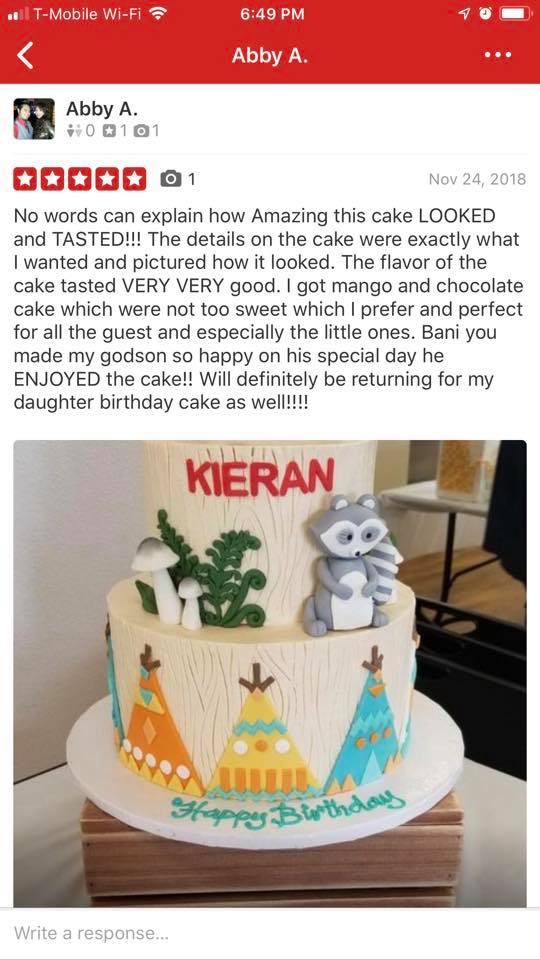 T-Mobile Wi-Fi 6:49 PM
Abby A.
Abby A.
0 1 1
1 Nov 24, 2018
No words can explain how Amazing this cake LOOKED
and TASTED!!! The details on the cake were exactly what
I wanted and pictured how it looked. The flavor of the
cake tasted VERY VERY good. I got mango and chocolate
cake which were not too sweet which I prefer and perfect
for all the guest and especially the little ones. Bani you
made my godson so happy on his special day he
ENJOYED the cake!! Will definitely be returning for my
daughter birthday cake as well!!!!
KIERAN
Happy Birthday
Write a response...